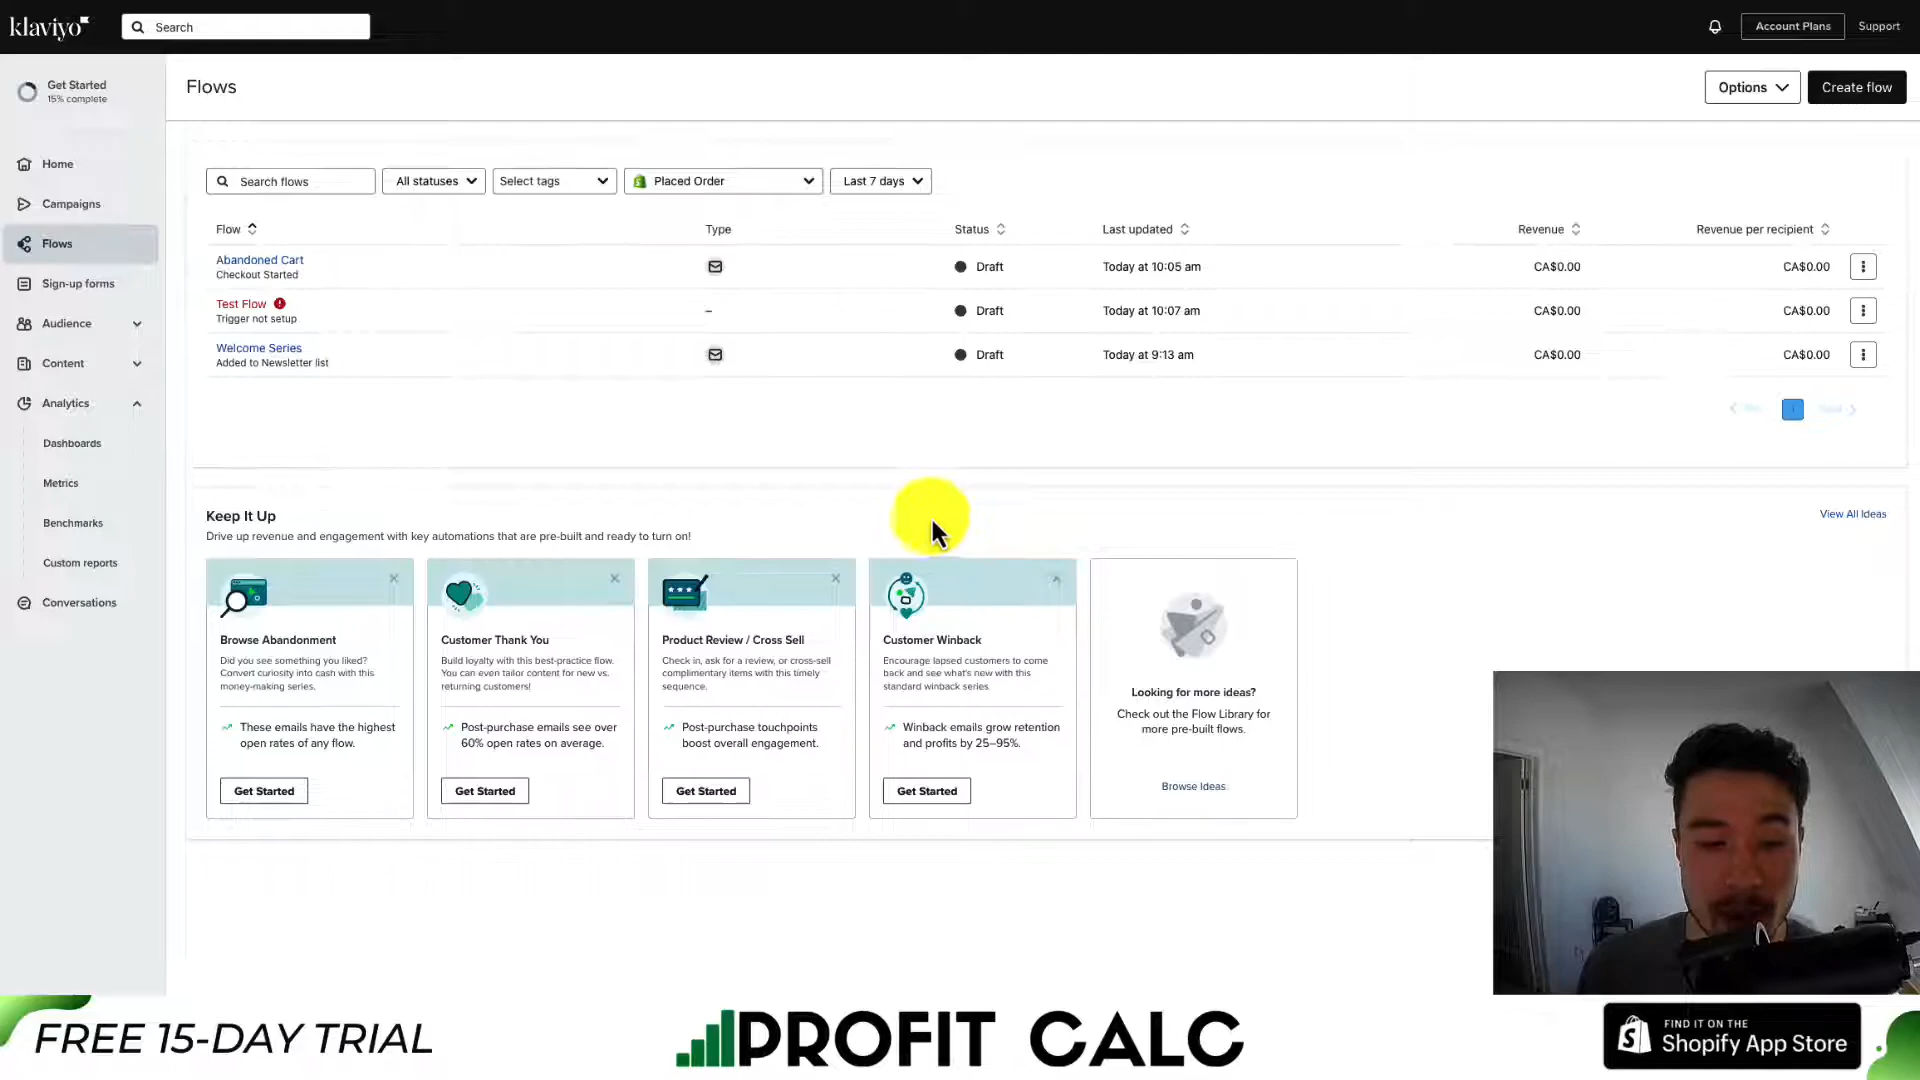 klaviyo
Search
Account Plans
Support
Get Started
15% complete
Flows
Options
Create flow
Home
Campaigns
Flows
Sign-up forms
Audience
Content
Analytics
Dashboards
Metrics
Benchmarks
Custom reports
Conversations
Search flows
All statuses
Select tags
Placed Order
Last 7 days
Flow Type Status Last updated Revenue Revenue per recipient
Abandoned Cart
Checkout Started
Draft Today at 10:05 am CA$0.00 CA$0.00
Test Flow
Trigger not setup
– Draft Today at 10:07 am CA$0.00 CA$0.00
Welcome Series
Added to Newsletter list
Draft Today at 9:13 am CA$0.00 CA$0.00
Keep It Up
View All Ideas
Drive up revenue and engagement with key automations that are pre-built and ready to turn on!
Browse Abandonment
Did you see something you liked?
Convert curiosity into cash with this
money-making series.
These emails have the highest
open rates of any flow.
Get Started
Customer Thank You
Build loyalty with this best-practice flow.
You can even tailor content for new vs.
returning customers!
Post-purchase emails see over
60% open rates on average.
Get Started
Product Review / Cross Sell
Check in, ask for a review, or cross-sell
complimentary items with this timely
sequence.
Post-purchase touchpoints
boost overall engagement.
Get Started
Customer Winback
Encourage lapsed customers to come
back and see what's new with this
standard winback series.
Winback emails grow retention
and profits by 25–95%.
Get Started
Looking for more ideas?
Check out the Flow Library for
more pre-built flows.
Browse Ideas
FREE 15-DAY TRIAL
PROFIT CALC
FIND IT ON THE
Shopify App Store